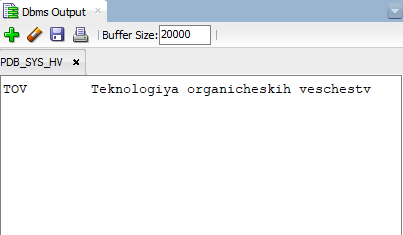 Dbms Output
Buffer Size: 20000
PDB_SYS_HV
TOV Teknologiya organicheskih veschestv